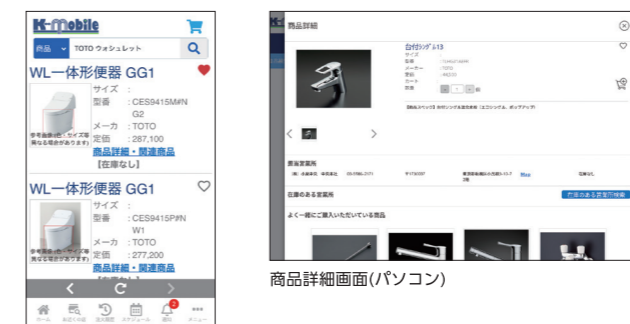 K-mobile
商品
TOTO ウォシュレット
WL一体形便器 GG1
サイズ :
型番 : CES9415M#N
G2
メーカ : TOTO
定価 : 287,100
商品詳細・関連商品
【在庫なし】
参考画像(色・サイズ等
異なる場合があります)
WL一体形便器 GG1
サイズ :
型番 : CES9415P#N
W1
メーカ : TOTO
定価 : 277,200
商品詳細・関連商品
参考画像(色・サイズ等
異なる場合があります)
2
ホーム
スケジュール
メニュー
商品詳細
台付シングル13
サイズ
型番
メーカー : TOTO
定価
カート
数量
担当営業所
Map
在庫なし
在庫のある営業所
在庫のある営業所検索
よく一緒にご購入いただいている商品
商品詳細画面(パソコン)